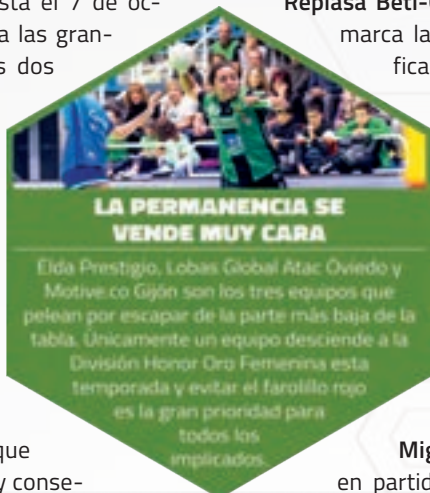 sta el 7 de oc-
a las gran-
s dos
Replasa Beti-
marca la
fica
LA PERMANENCIA SE
VENDE MUY CARA
Elda Prestigio, Lobas Global Atac Oviedo y
Motive.co Gijón son los tres equipos que
pelean por escapar de la parte más baja de la
tabla. Únicamente un equipo desciende a la
División Honor Oro Femenina esta
temporada y evitar el farolillo rojo
es la gran prioridad para
todos los
implicados.
que
y conse-
Mig
en partid